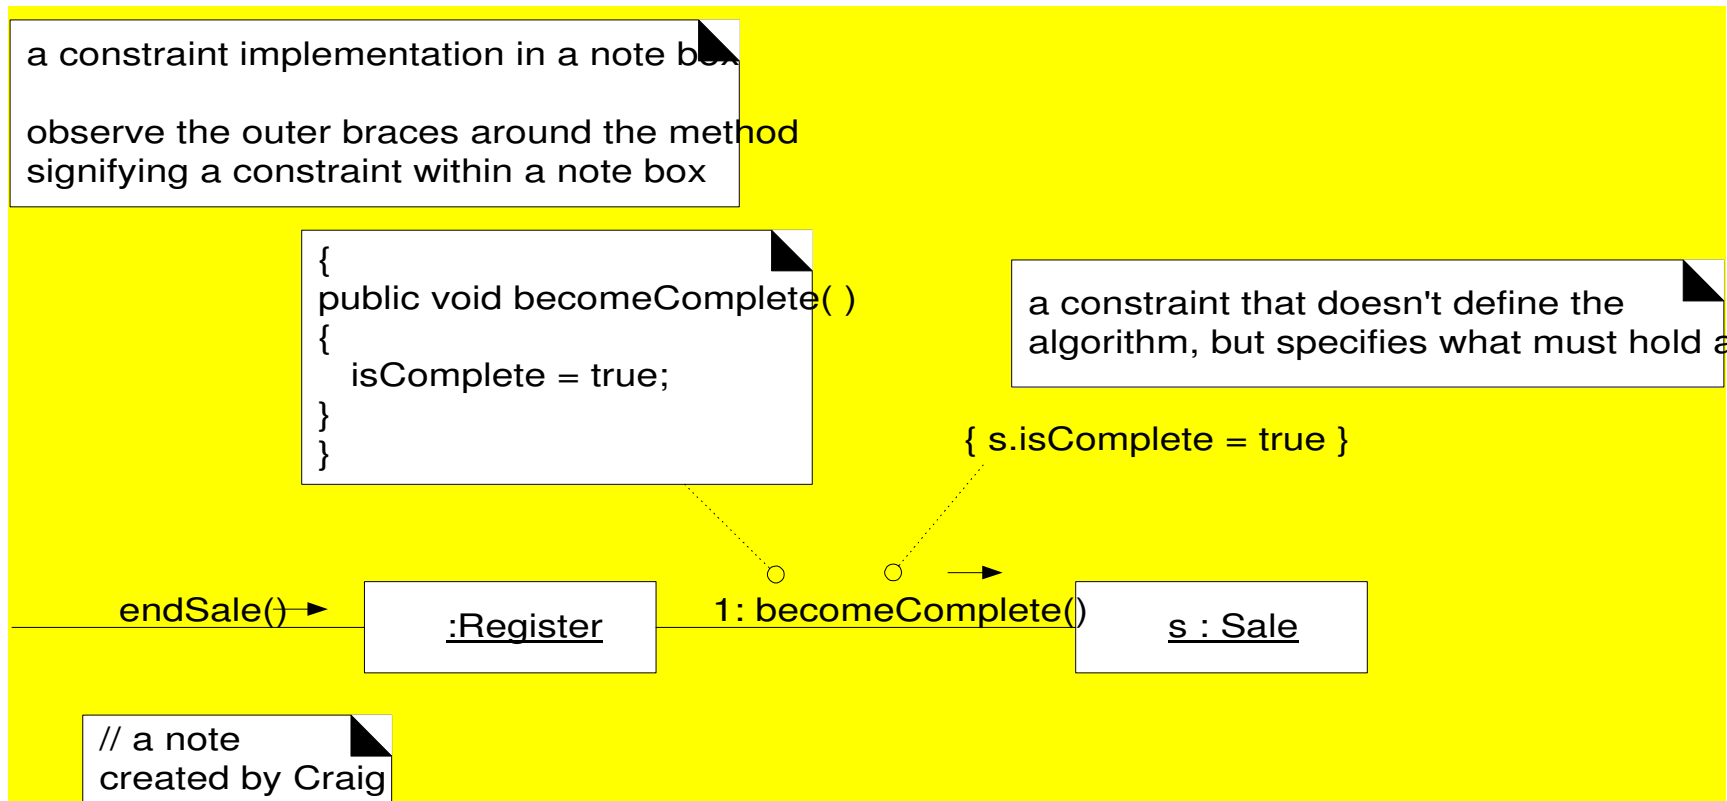 a constraint implementation in a note box

observe the outer braces around the method
signifying a constraint within a note box
{
public void becomeComplete( )
{
isComplete = true;
}
}
a constraint that doesn't define the
algorithm, but specifies what must hold
{ s.isComplete = true }
endSale()
:Register
1: becomeComplete()
s : Sale
// a note
created by Craig